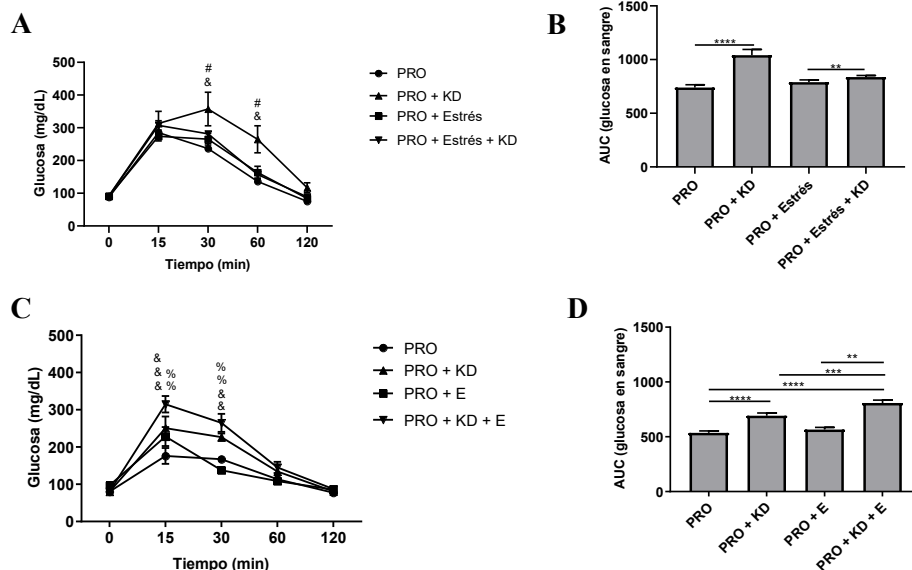 A
Glucosa (mg/dL)
500
400
300
200
100
0
#
&
#
&
0 15 30 60 120
Tiempo (min)
PRO
PRO + KD
PRO + Estrés
PRO + Estrés + KD
B
AUC (glucosa en sangre)
1500
1000
500
0
****
**
PRO
PRO + KD
PRO + Estrés
PRO + Estrés + KD
C
Glucosa (mg/dL)
500
400
300
200
100
0
&
& %
& %
%
%
&
&
0 15 30 60 120
Tiempo (min)
PRO
PRO + KD
PRO + E
PRO + KD + E
D
AUC (glucosa en sangre)
1500
1000
500
0
**
***
****
****
PRO
PRO + KD
PRO + E
PRO + KD + E